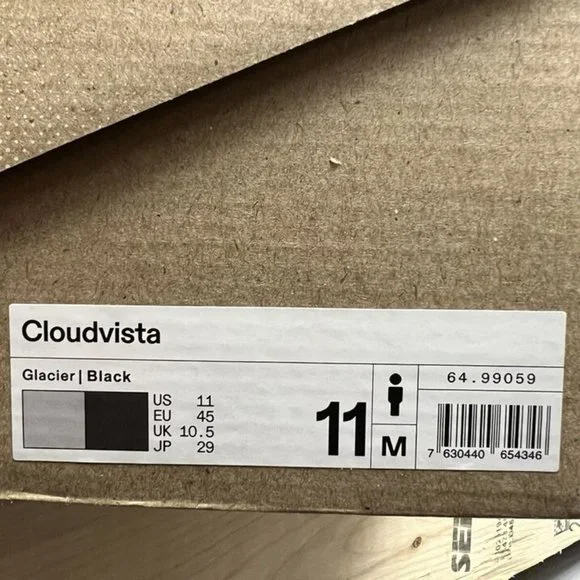 Cloudvista
Glacier | Black
US 11
EU 45
UK 10.5
JP 29
11
M
64.99059
7 630440 654346